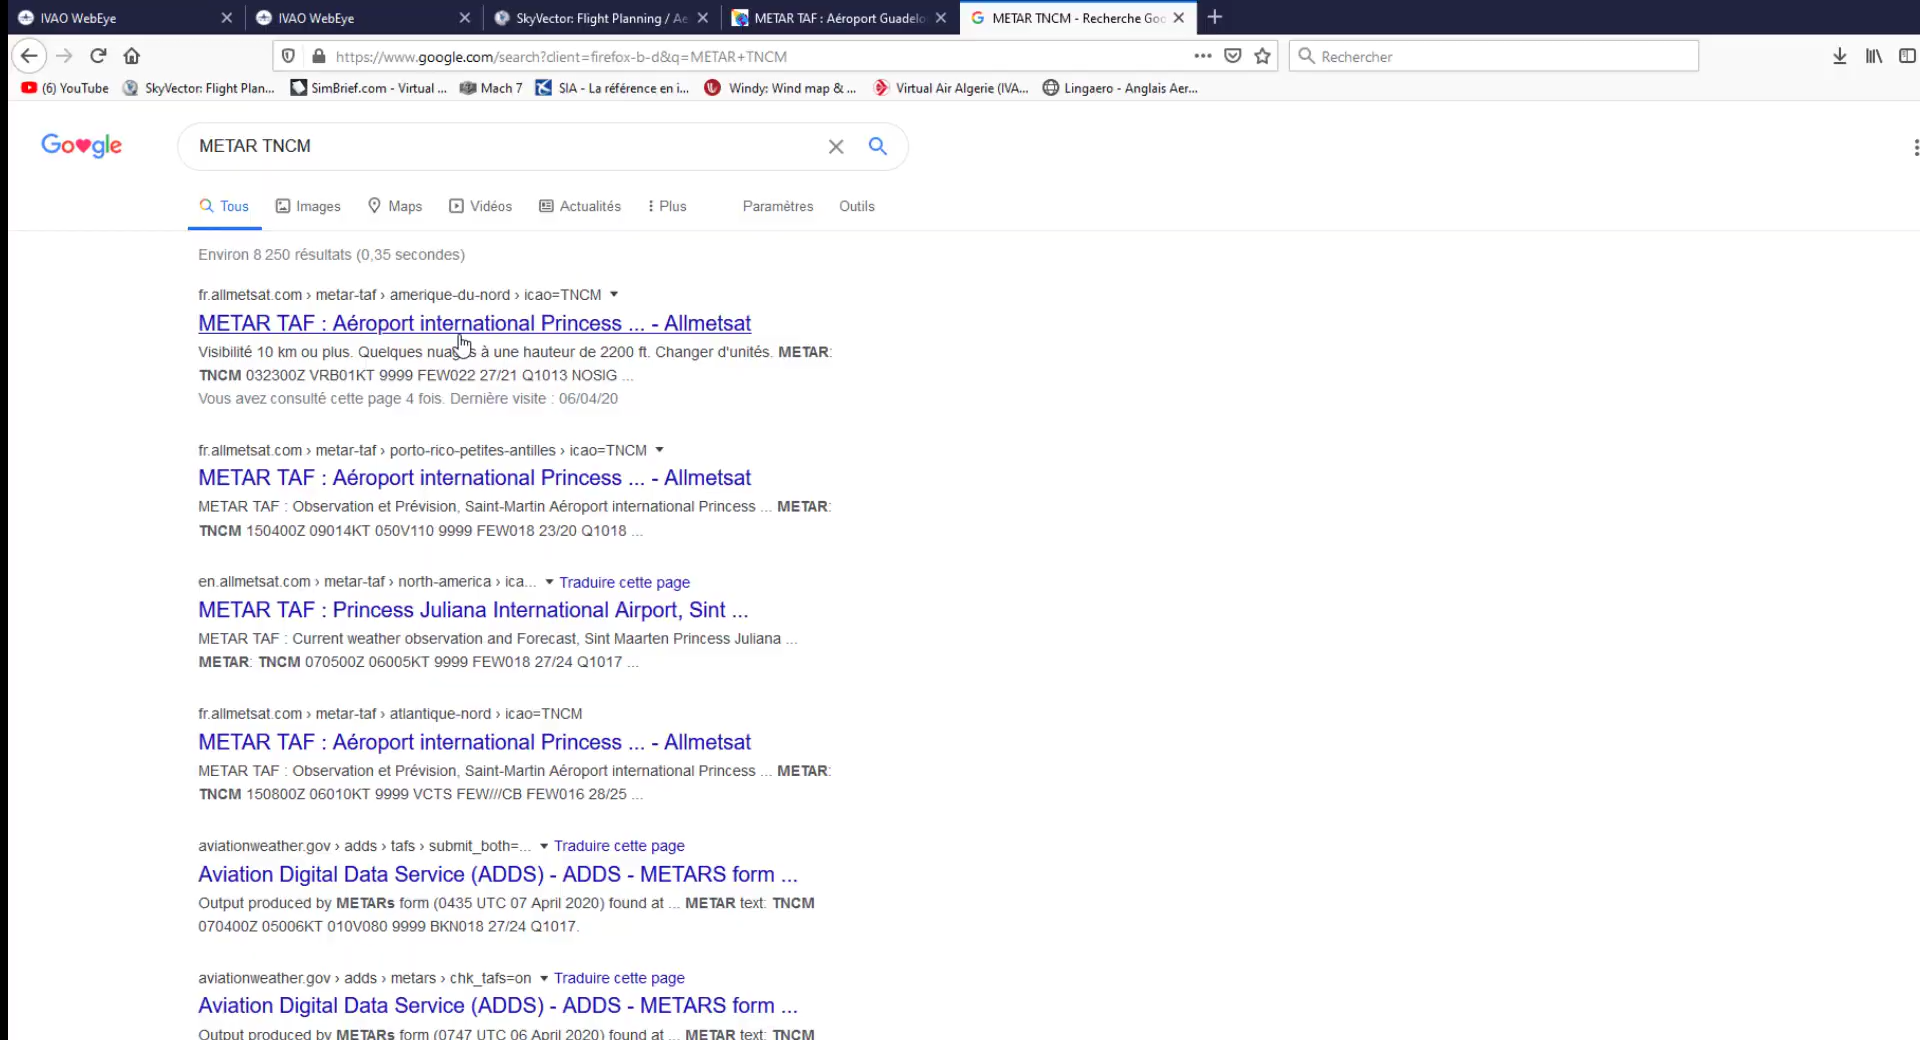 IVAO WebEye
IVAO WebEye
SkyVector: Flight Planning / Ae
METAR TAF : Aéroport Guadelo
METAR TNCM - Recherche Goo
https://www.google.com/search?client=firefox-b-d&q=METAR+TNCM
Rechercher
(6) YouTube
SkyVector: Flight Plan...
SimBrief.com - Virtual ...
Mach 7
SIA - La référence en i...
Windy: Wind map & ...
Virtual Air Algerie (IVA...
Lingaero - Anglais Aer...
Google
METAR TNCM
Tous
Images
Maps
Vidéos
Actualités
Plus
Paramètres
Outils
Environ 8 250 résultats (0,35 secondes)
fr.allmetsat.com › metar-taf › amerique-du-nord › icao=TNCM
METAR TAF : Aéroport international Princess ... - Allmetsat
Visibilité 10 km ou plus. Quelques nuages à une hauteur de 2200 ft. Changer d'unités. METAR:
TNCM 032300Z VRB01KT 9999 FEW022 27/21 Q1013 NOSIG ...
Vous avez consulté cette page 4 fois. Dernière visite : 06/04/20
fr.allmetsat.com › metar-taf › porto-rico-petites-antilles › icao=TNCM
METAR TAF : Aéroport international Princess ... - Allmetsat
METAR TAF : Observation et Prévision, Saint-Martin Aéroport international Princess ... METAR:
TNCM 150400Z 09014KT 050V110 9999 FEW018 23/20 Q1018 ...
en.allmetsat.com › metar-taf › north-america › ica... Traduire cette page
METAR TAF : Princess Juliana International Airport, Sint ...
METAR TAF : Current weather observation and Forecast, Sint Maarten Princess Juliana ...
METAR: TNCM 070500Z 06005KT 9999 FEW018 27/24 Q1017 ...
fr.allmetsat.com › metar-taf › atlantique-nord › icao=TNCM
METAR TAF : Aéroport international Princess ... - Allmetsat
METAR TAF : Observation et Prévision, Saint-Martin Aéroport international Princess ... METAR:
TNCM 150800Z 06010KT 9999 VCTS FEW///CB FEW016 28/25 ...
aviationweather.gov › adds › tafs › submit_both=... Traduire cette page
Aviation Digital Data Service (ADDS) - ADDS - METARS form ...
Output produced by METARs form (0435 UTC 07 April 2020) found at ... METAR text: TNCM
070400Z 05006KT 010V080 9999 BKN018 27/24 Q1017.
aviationweather.gov › adds › metars › chk_tafs=on Traduire cette page
Aviation Digital Data Service (ADDS) - ADDS - METARS form ...
Output produced by METARs form (0747 UTC 06 April 2020) found at ... METAR text: TNCM